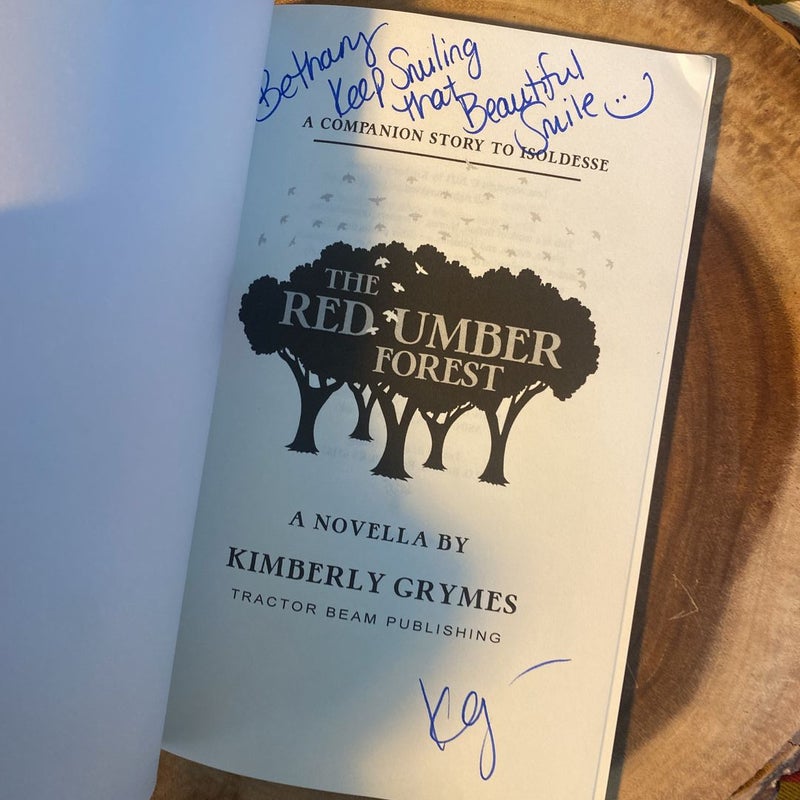 Bethany
Keep Smiling
that Beautiful
Smile
A COMPANION STORY TO ISOLDESSE
THE
RED UMBER
FOREST
A NOVELLA BY
KIMBERLY GRYMES
TRACTOR BEAM PUBLISHING
Kg